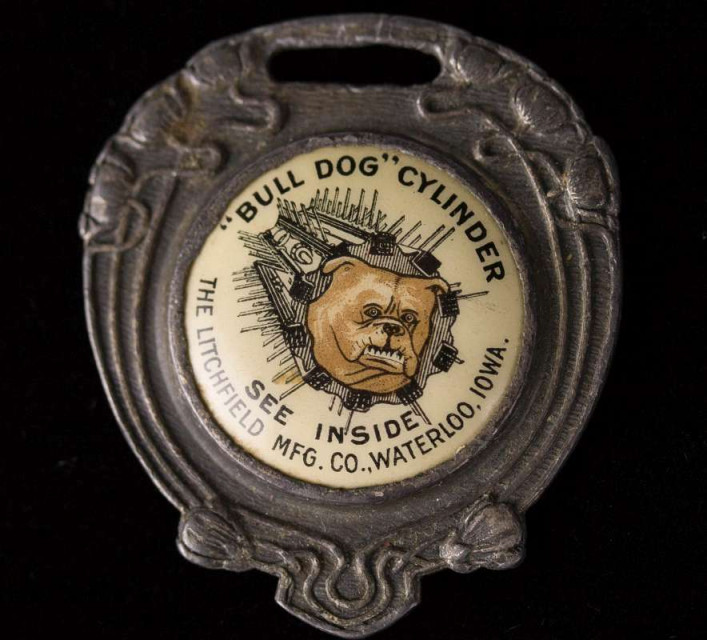 "BULL DOG" CYLINDER
SEE INSIDE
THE LITCHFIELD MFG. CO., WATERLOO, IOWA.